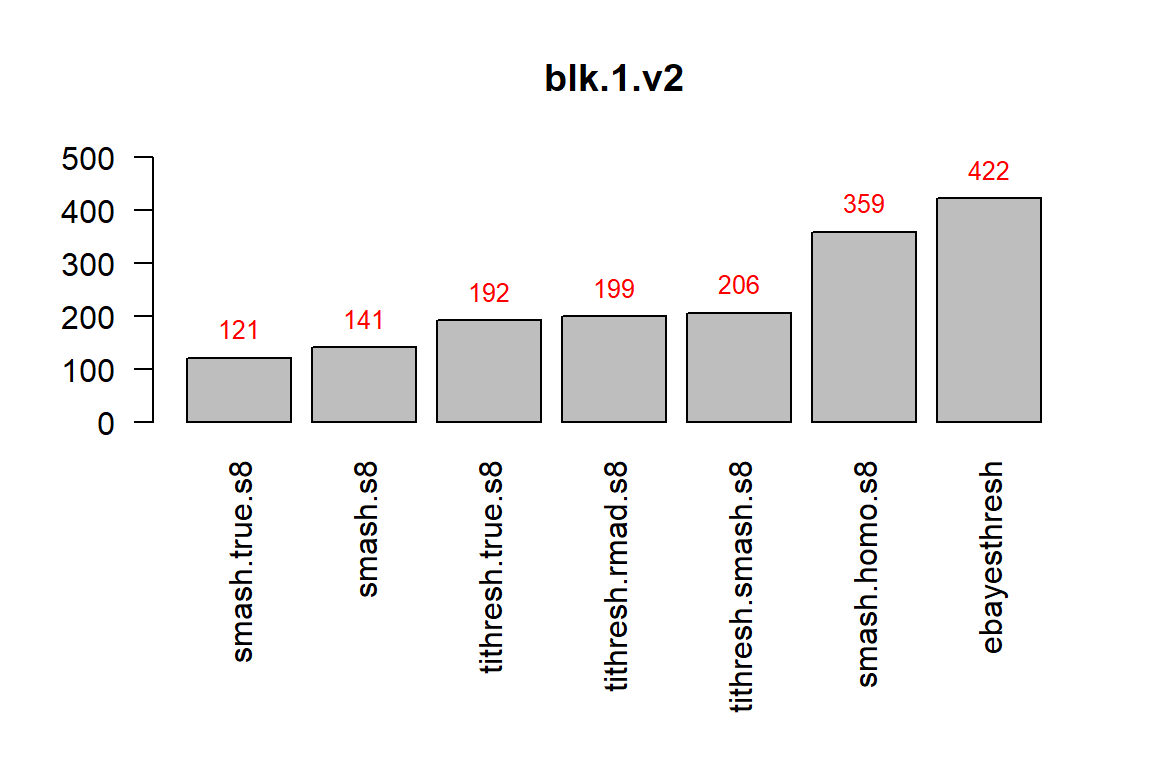 blk.1.v2
500
400
300
200
100
0
121
141
192
199
206
359
422
smash.true.s8
smash.s8
tithresh.true.s8
tithresh.rmad.s8
tithresh.smash.s8
smash.homo.s8
ebayesthresh